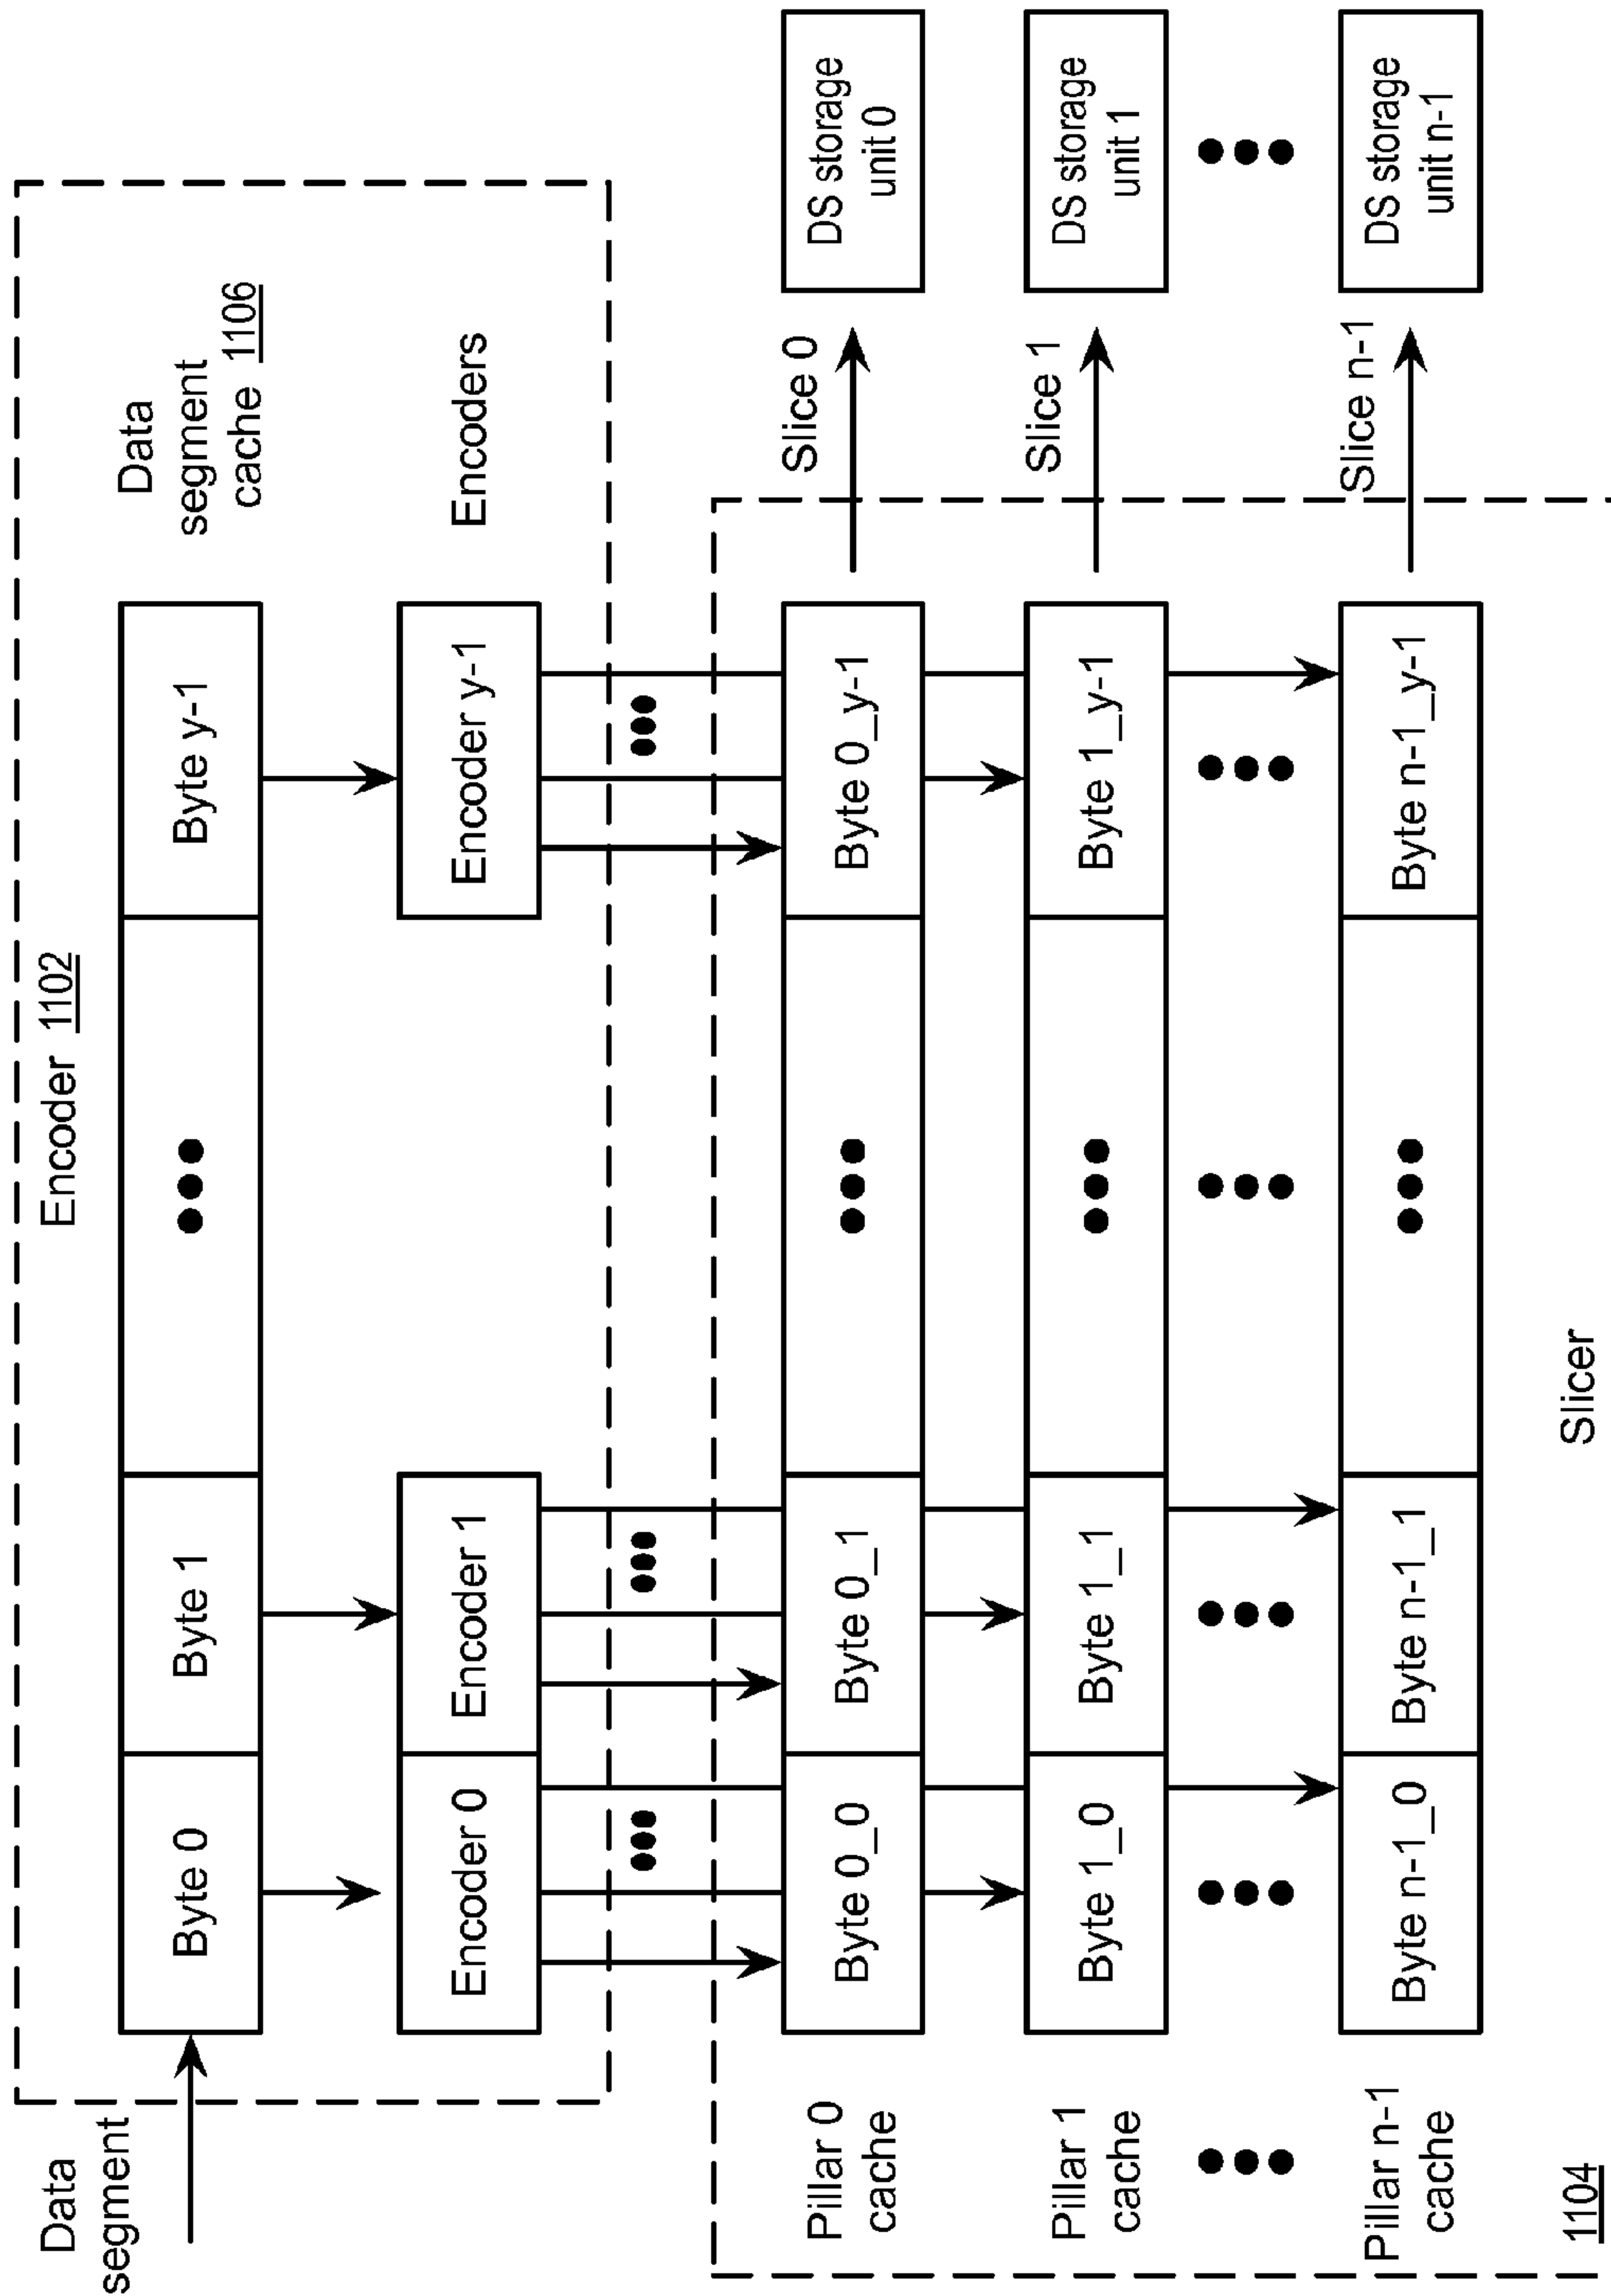 Encoder 1102
Data
segment
Byte 0
Byte 1
Byte y-1
Data
segment
cache 1106
Encoder 0
Encoder 1
Encoder y-1
Encoders
Pillar 0
cache
Byte 0_0
Byte 0_1
Byte 0_y-1
Slice 0
DS storage
unit 0
Pillar 1
cache
Byte 1_0
Byte 1_1
Byte 1_y-1
Slice 1
DS storage
unit 1
Pillar n-1
cache
Byte n-1_0
Byte n-1_1
Byte n-1_y-1
Slice n-1
DS storage
unit n-1
1104
Slicer